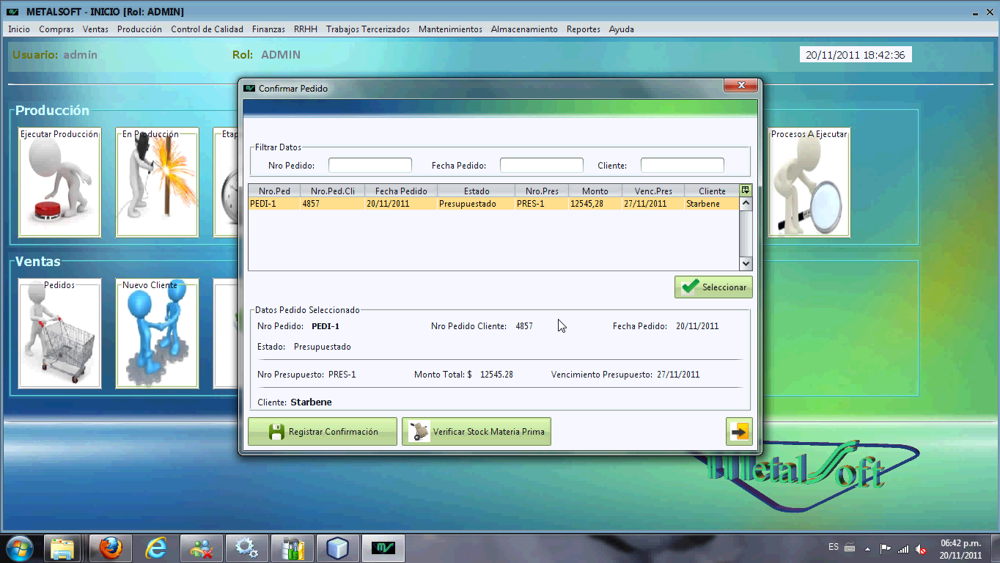 METALSOFT - INICIO [Rol: ADMIN]
Inicio Compras Ventas Producción Control de Calidad Finanzas RRHH Trabajos Tercerizados Mantenimientos Almacenamiento Reportes Ayuda
Usuario: admin Rol: ADMIN 20/11/2011 18:42:36
Confirmar Pedido
Producción
Ejecutar Producción En Producción Procesos A Ejecutar
Filtrar Datos
Nro Pedido: Fecha Pedido: Cliente:
Nro.Ped Nro.Ped.Cli Fecha Pedido Estado Nro.Pres Monto Venc.Pres Cliente
PEDI-1 4857 20/11/2011 Presupuestado PRES-1 12545,28 27/11/2011 Starbene
Ventas
Pedidos Nuevo Cliente
Seleccionar
Datos Pedido Seleccionado
Nro Pedido: PEDI-1 Nro Pedido Cliente: 4857 Fecha Pedido: 20/11/2011
Estado: Presupuestado
Nro Presupuesto: PRES-1 Monto Total: $ 12545.28 Vencimiento Presupuesto: 27/11/2011
Cliente: Starbene
Registrar Confirmación Verificar Stock Materia Prima
MetalSoft
ES 06:42 p.m.
20/11/2011